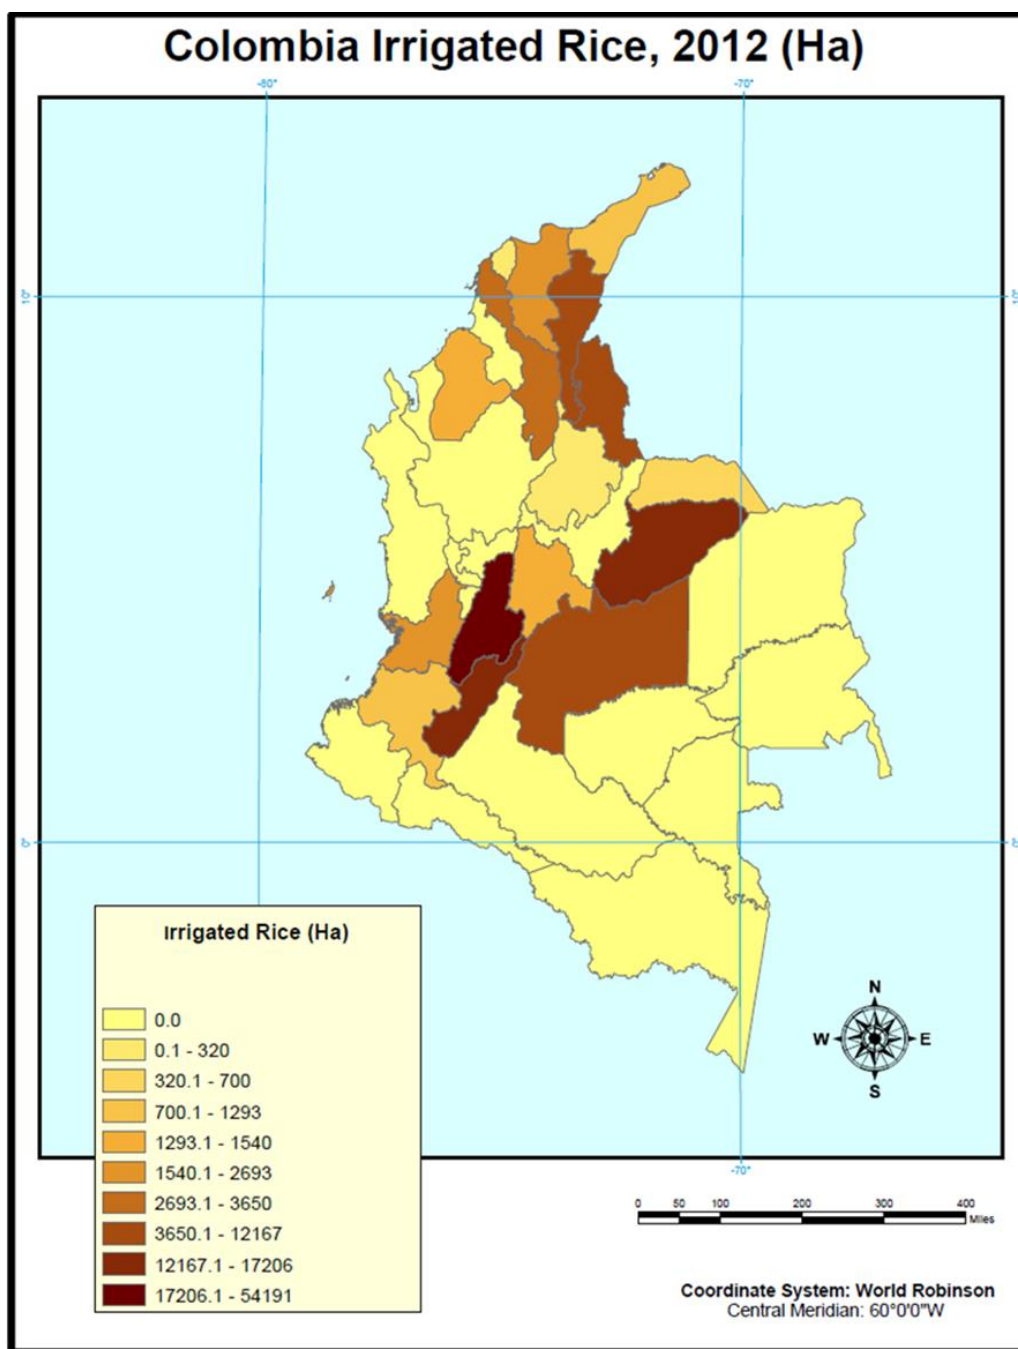 Colombia Irrigated Rice, 2012 (Ha)
-80°
-70°
10°
10°
0°
0°
Irrigated Rice (Ha)
0.0
0.1 - 320
320.1 - 700
700.1 - 1293
1293.1 - 1540
1540.1 - 2693
2693.1 - 3650
3650.1 - 12167
12167.1 - 17206
17206.1 - 54191
N
W
E
S
-70°
0 50 100 200 300 400
Miles
Coordinate System: World Robinson
Central Meridian: 60°0'0"W